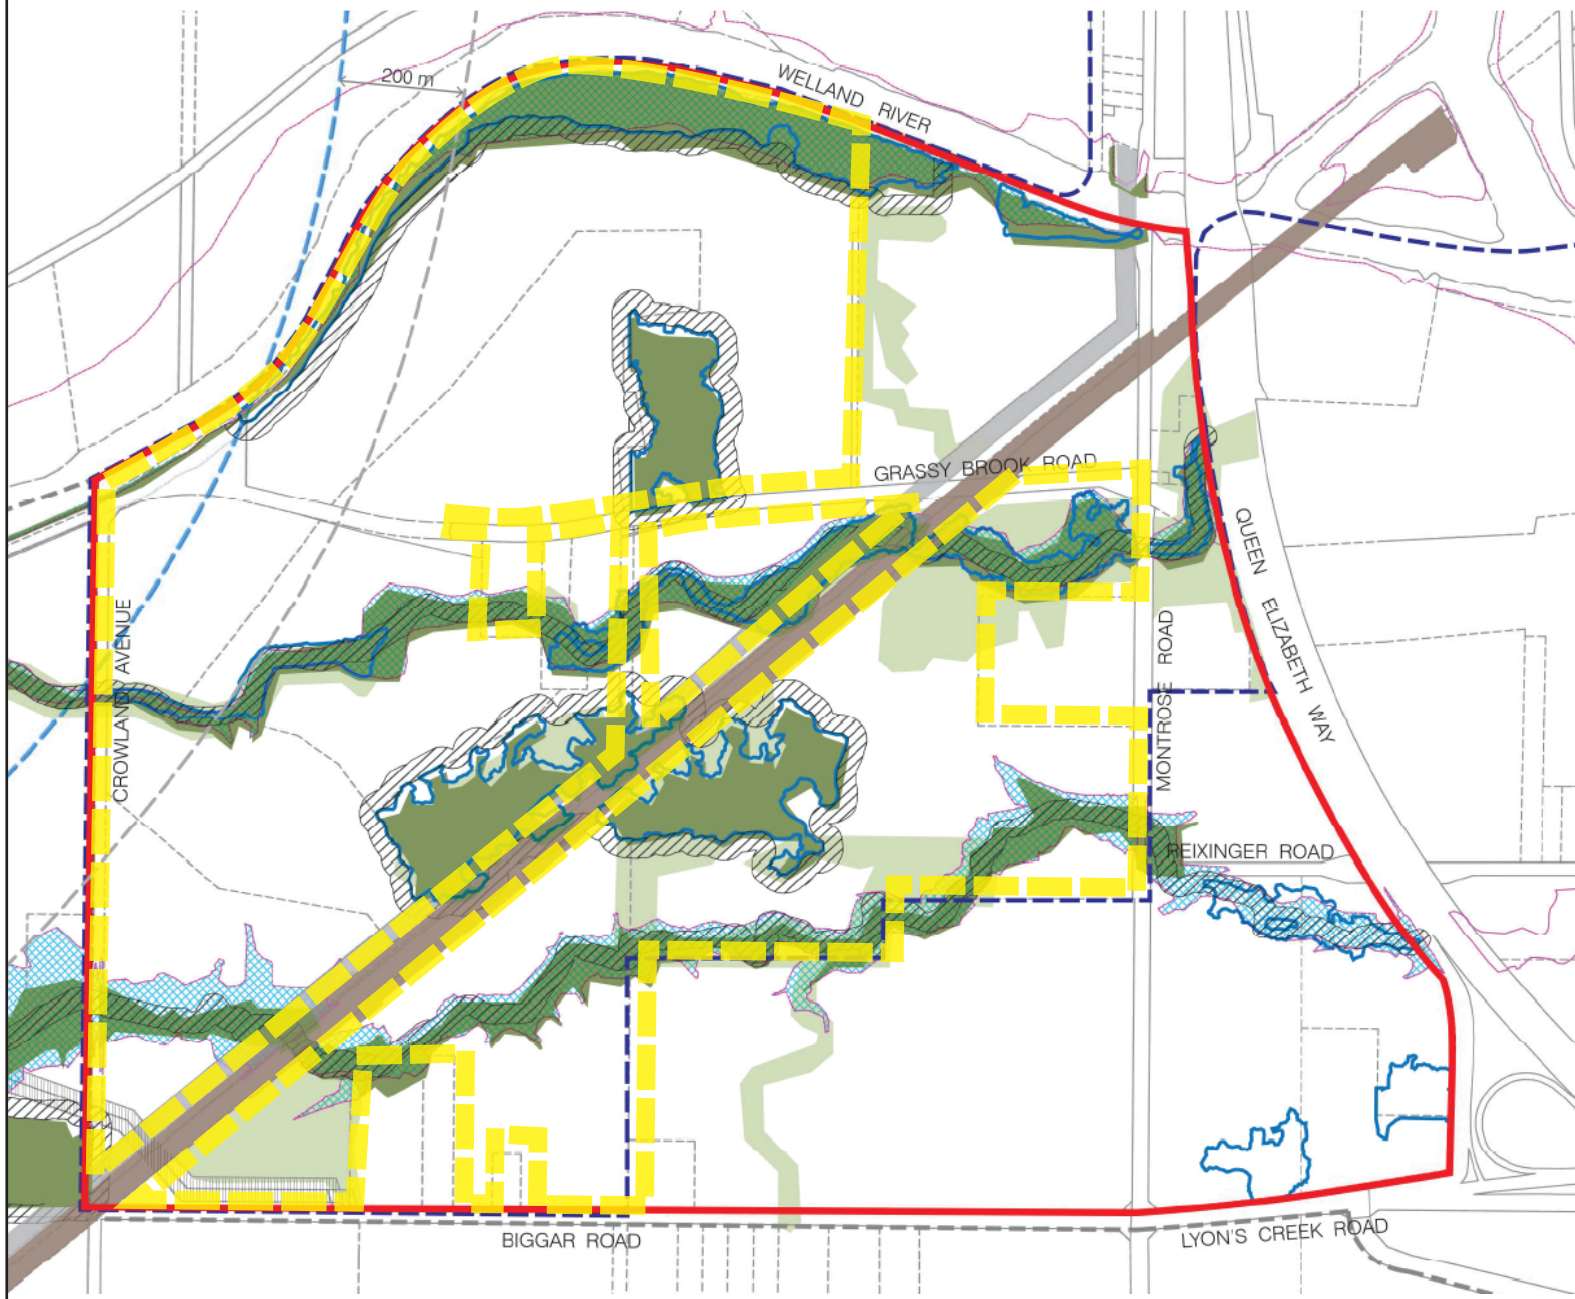 200 m
WELLAND RIVER
GRASSY BROOK ROAD
QUEEN ELIZABETH WAY
CROWLAND AVENUE
MONTROSE ROAD
REIXINGER ROAD
BIGGAR ROAD
LYON'S CREEK ROAD